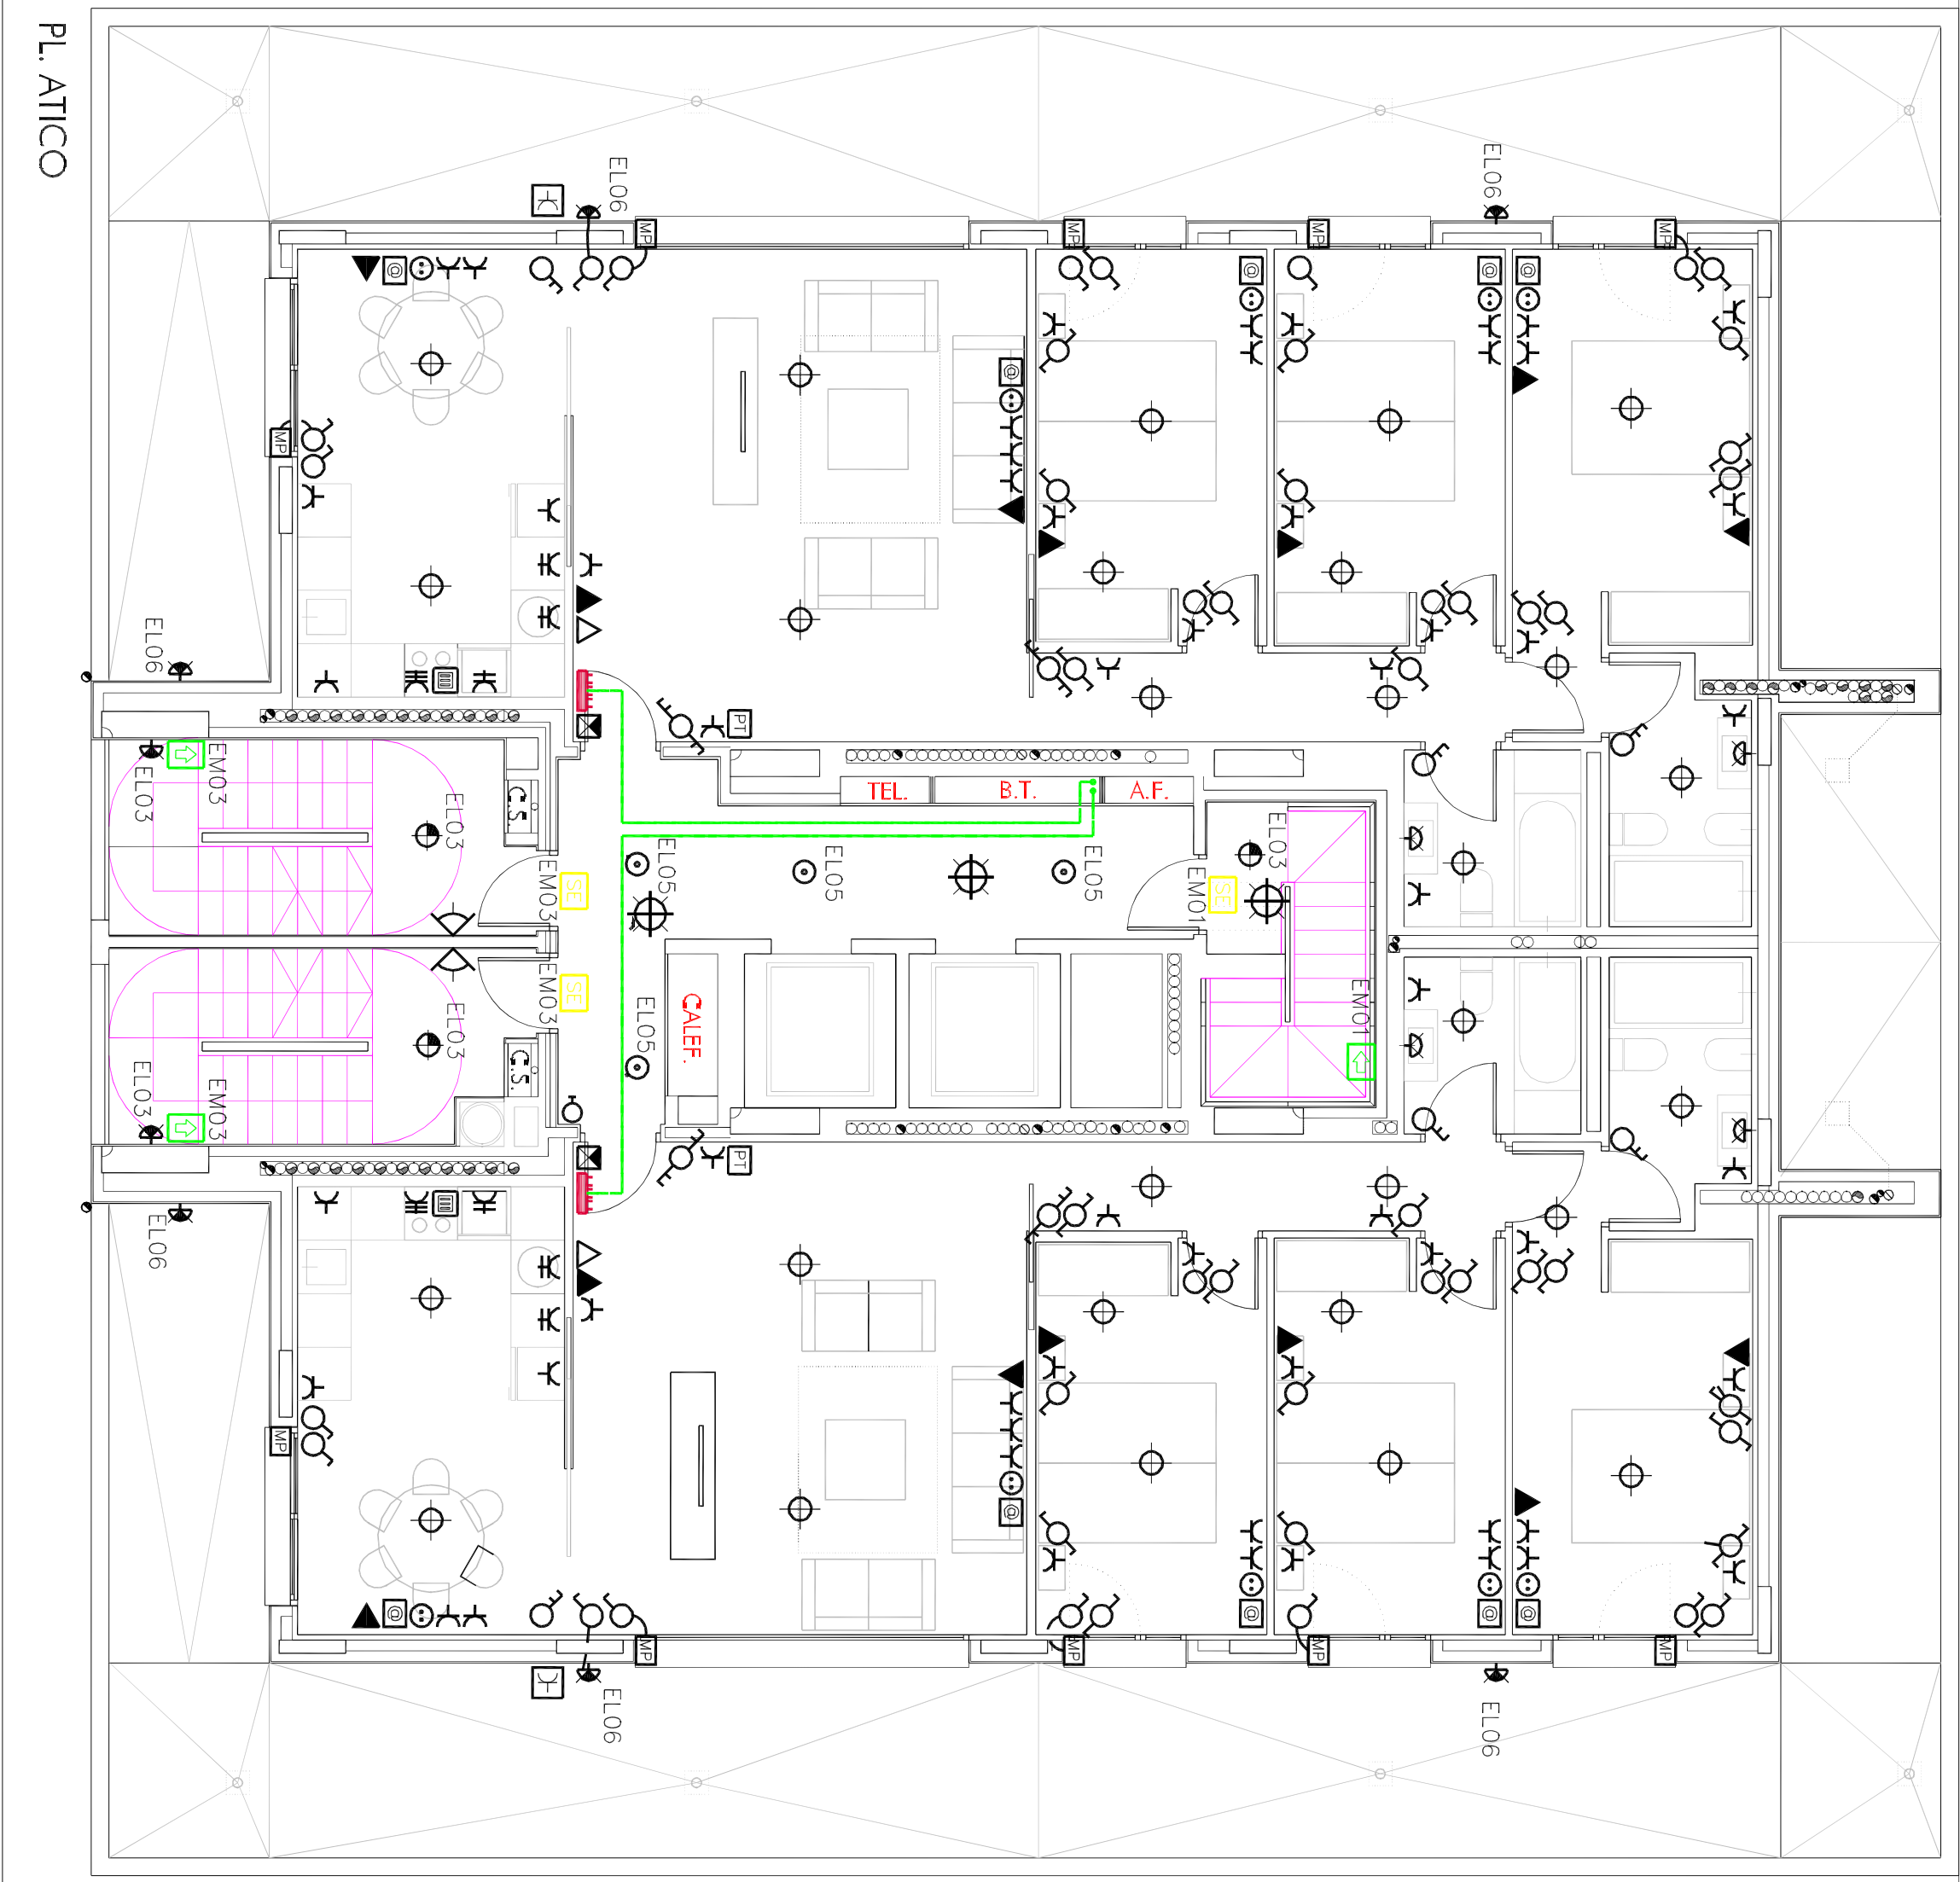 PL. ATICO
EL06
EL06
MP
MP
MP
MP
@
@
@
@
MP
EL06
PT
TEL.
B.T.
A.F.
EM03
EL03
EL03
C.S.
EM03
SE
EL05
EL05
EL05
EL03
EM01
SE
EM03
SE
EL03
C.S.
EL03
EM03
EL05
CALEF.
EM01
PT
EL06
MP
@
@
@
@
@
MP
MP
MP
MP
EL06
EL06